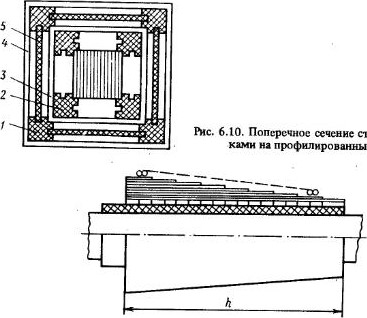 5
4
3
2
1
Рис. 6.10. Поперечное сечение ст
ками на профилированны
h